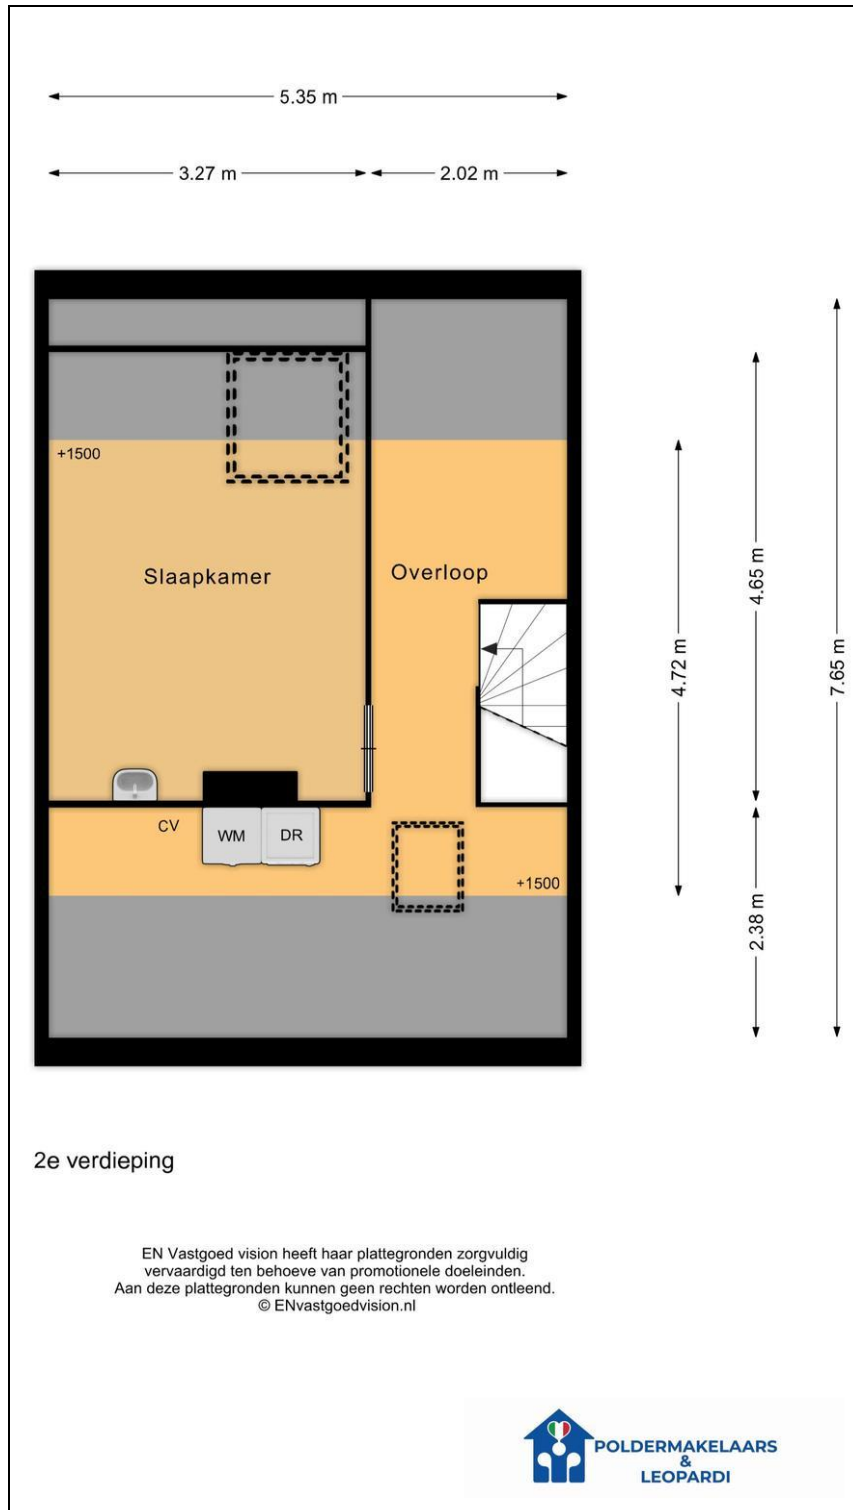 5.35 m
3.27 m
2.02 m
+1500
Slaapkamer
Overloop
4.65 m
4.72 m
7.65 m
CV
WM
DR
+1500
2.38 m
2e verdieping
EN Vastgoed vision heeft haar plattegronden zorgvuldig
vervaardigd ten behoeve van promotionele doeleinden.
Aan deze plattegronden kunnen geen rechten worden ontleend.
© ENvastgoedvision.nl
POLDERMAKELAARS
&
LEOPARDI